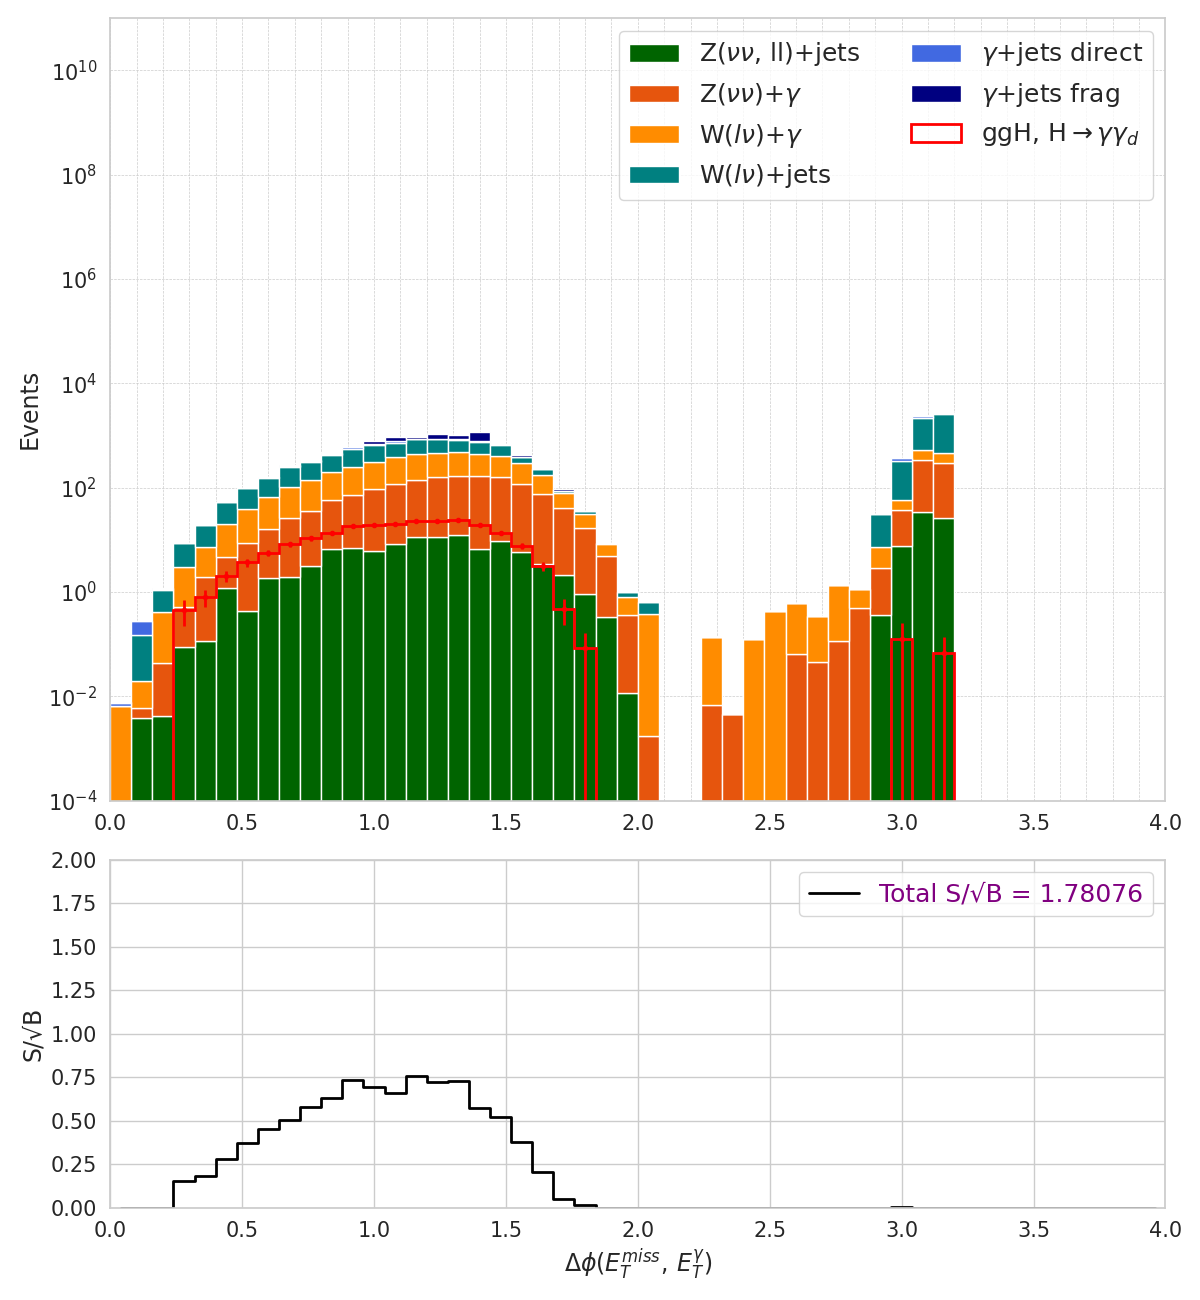 Z(νν, ll)+jets
Z(νν)+γ
W(lν)+γ
W(lν)+jets
γ+jets direct
γ+jets frag
ggH, H→γγ_d
10^10
10^8
10^6
10^4
10^2
10^0
10^−2
10^−4
Events
0.0 0.5 1.0 1.5 2.0 2.5 3.0 3.5 4.0
Total S/√B = 1.78076
2.00
1.75
1.50
1.25
1.00
0.75
0.50
0.25
0.00
S/√B
0.0 0.5 1.0 1.5 2.0 2.5 3.0 3.5 4.0
Δϕ(E_T^miss, E_T^γ)